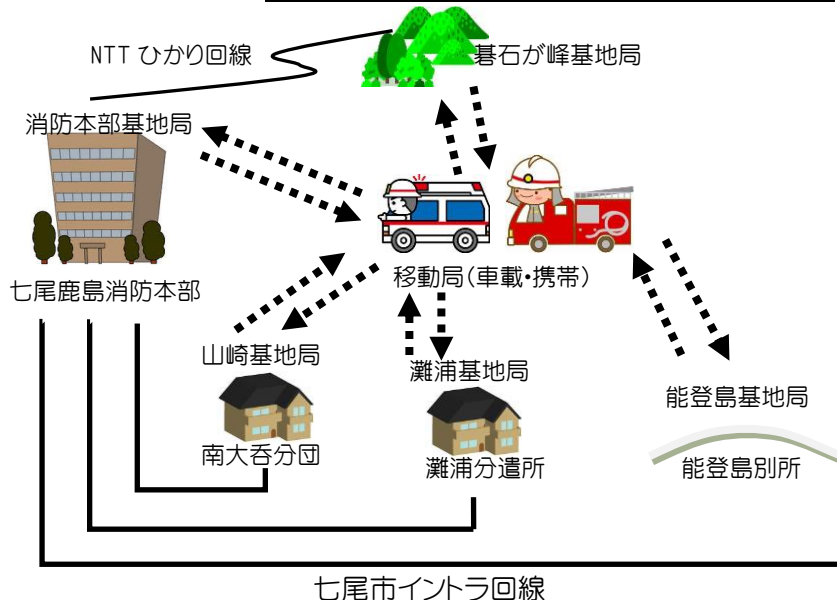 NTT ひかり回線
碁石が峰基地局
消防本部基地局
七尾鹿島消防本部
移動局(車載・携帯)
山崎基地局
灘浦基地局
能登島基地局
南大呑分団
灘浦分遣所
能登島別所
七尾市イントラ回線